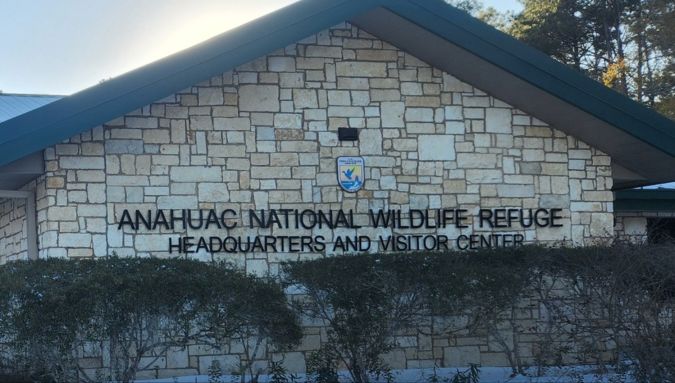 ANAHUAC NATIONAL WILDLIFE REFUGE
HEADQUARTERS AND VISITOR CENTER